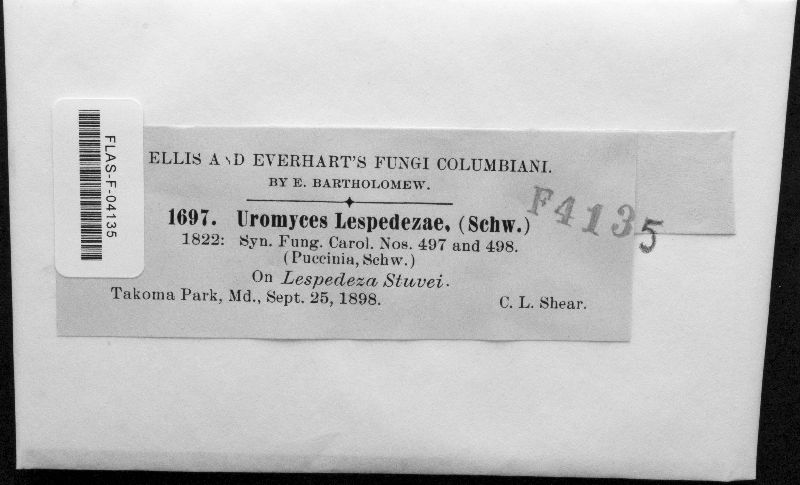 FLAS-F-04135
ELLIS AND EVERHART'S FUNGI COLUMBIANI.
BY E. BARTHOLOMEW.
F4135
1697. Uromyces Lespedezae, (Schw.)
1822: Syn. Fung. Carol. Nos. 497 and 498.
(Puccinia, Schw.)
On Lespedeza Stuvei.
Takoma Park, Md., Sept. 25, 1898. C. L. Shear.